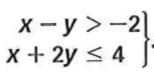 x − y > −2
x + 2y ≤ 4 }.